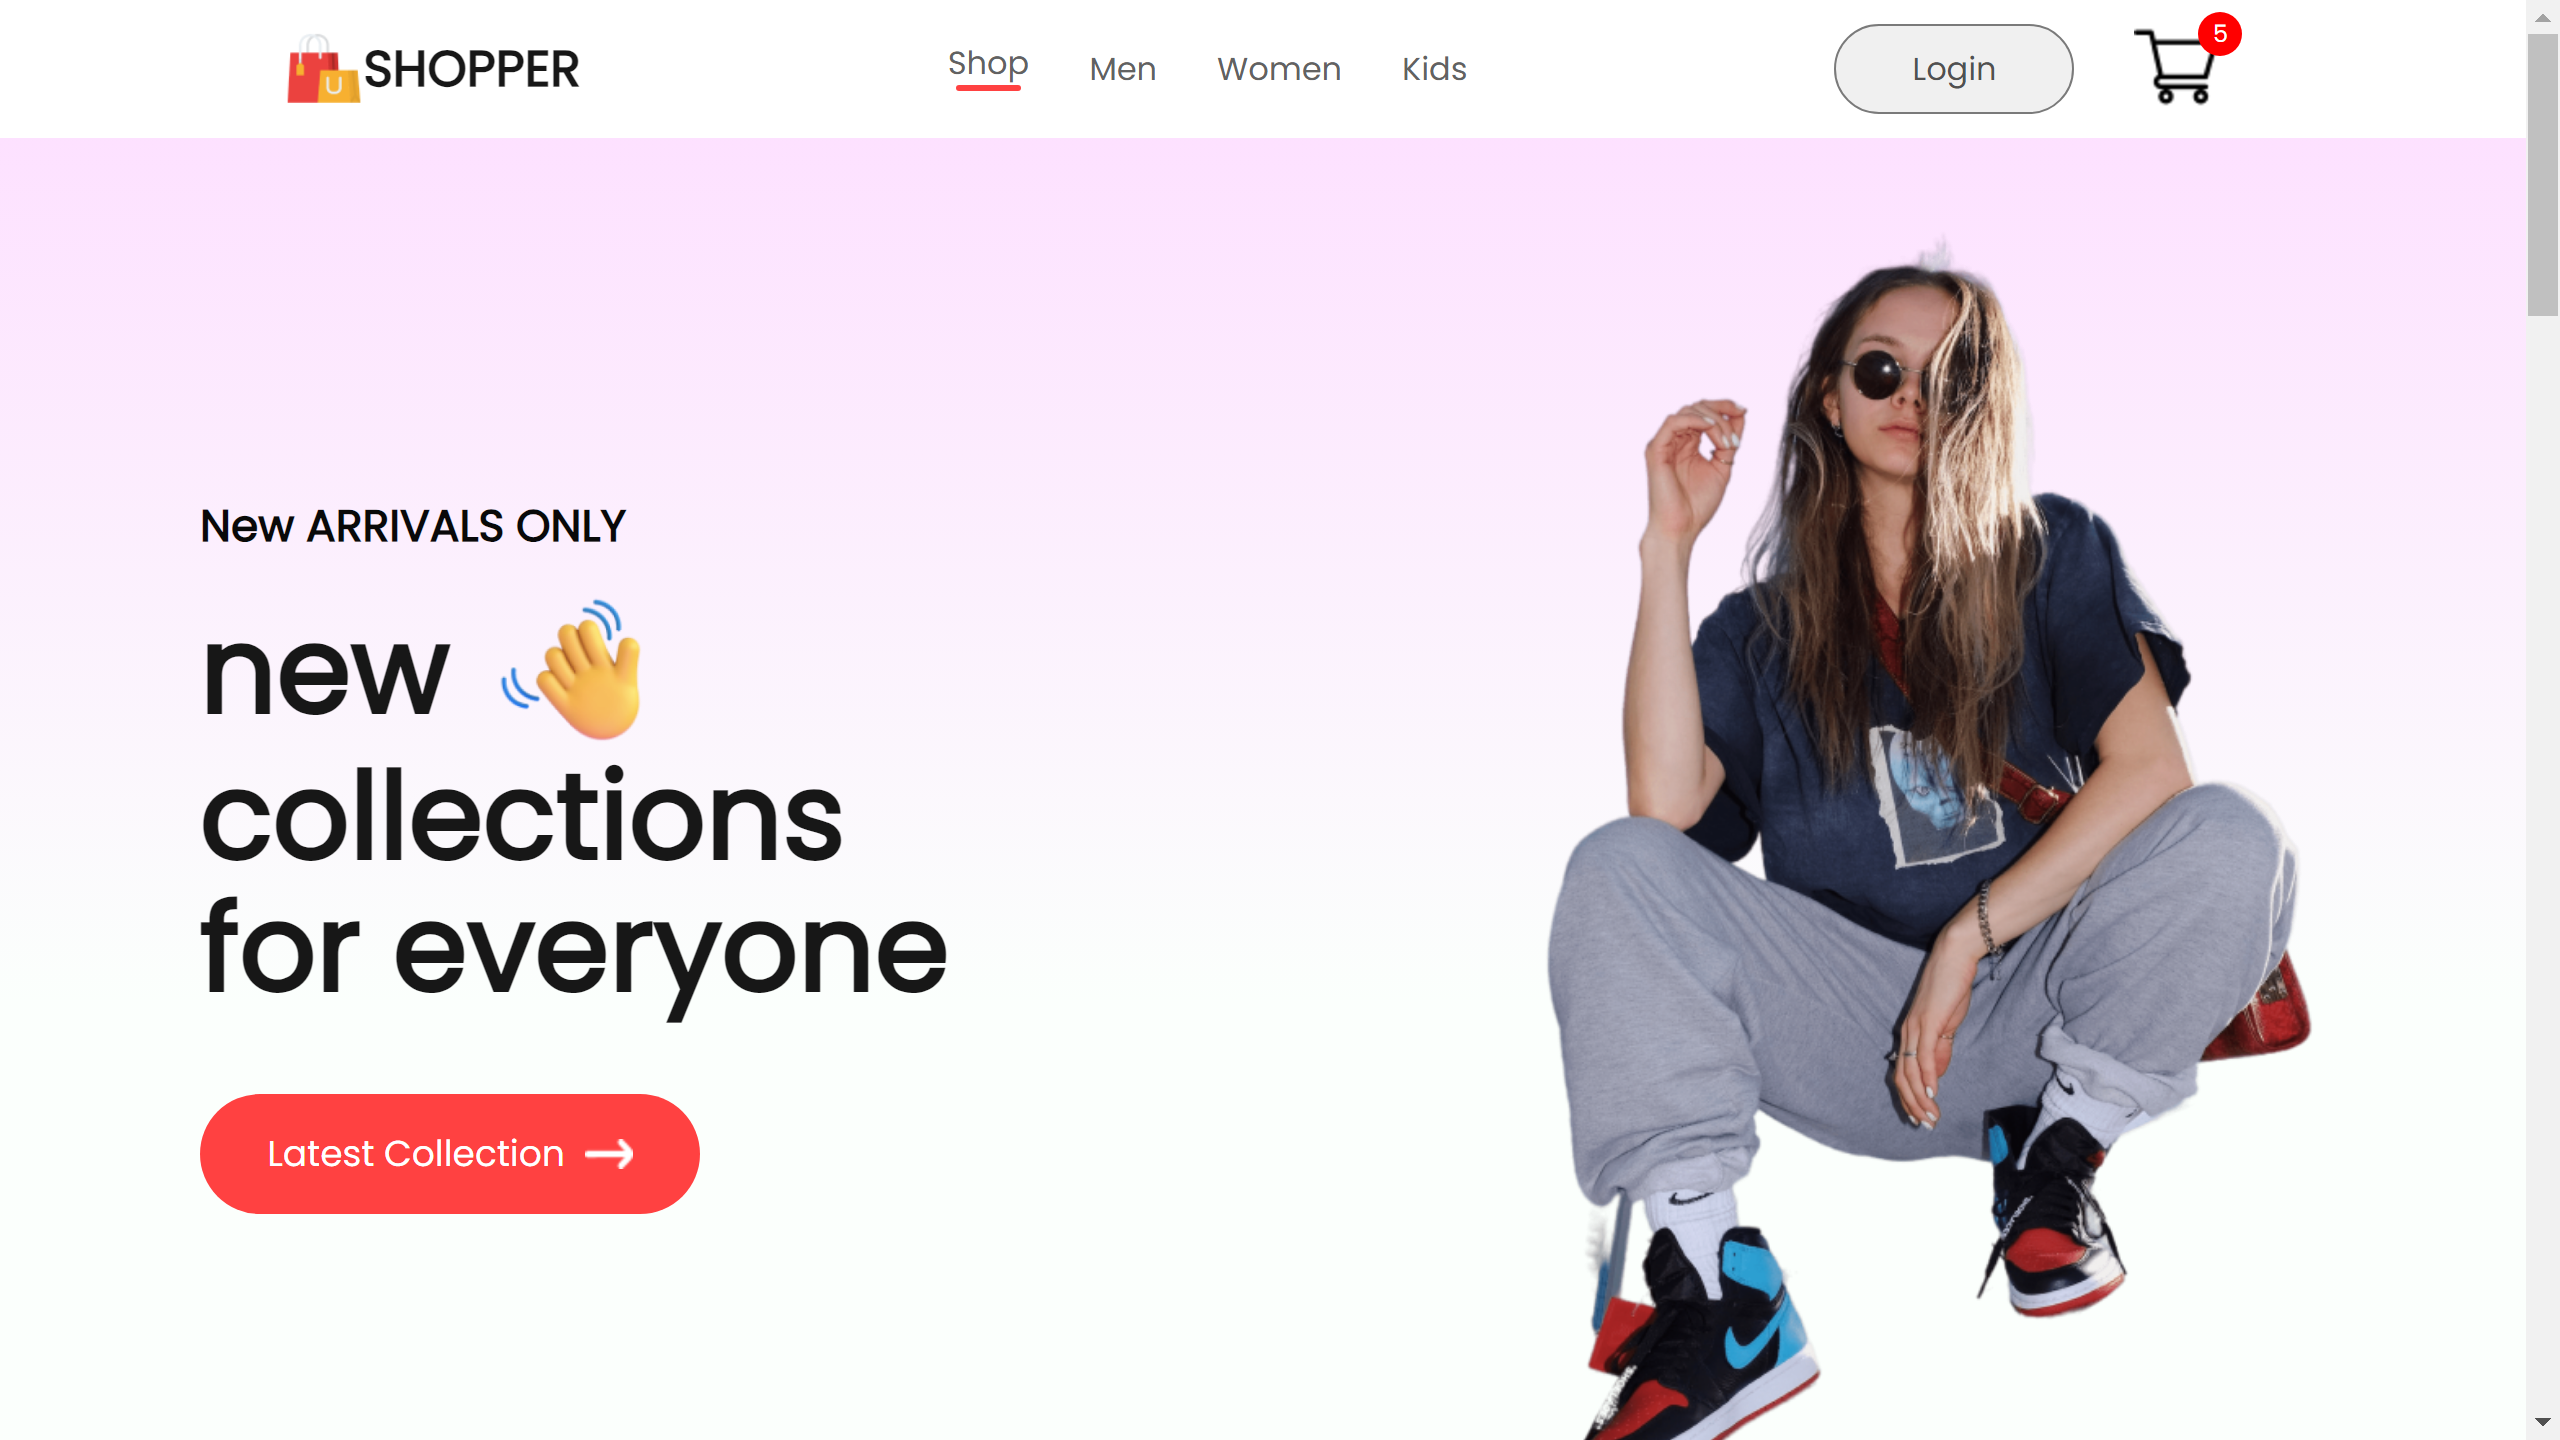 SHOPPER
Shop
Men
Women
Kids
Login
5
New ARRIVALS ONLY
new
collections
for everyone
Latest Collection